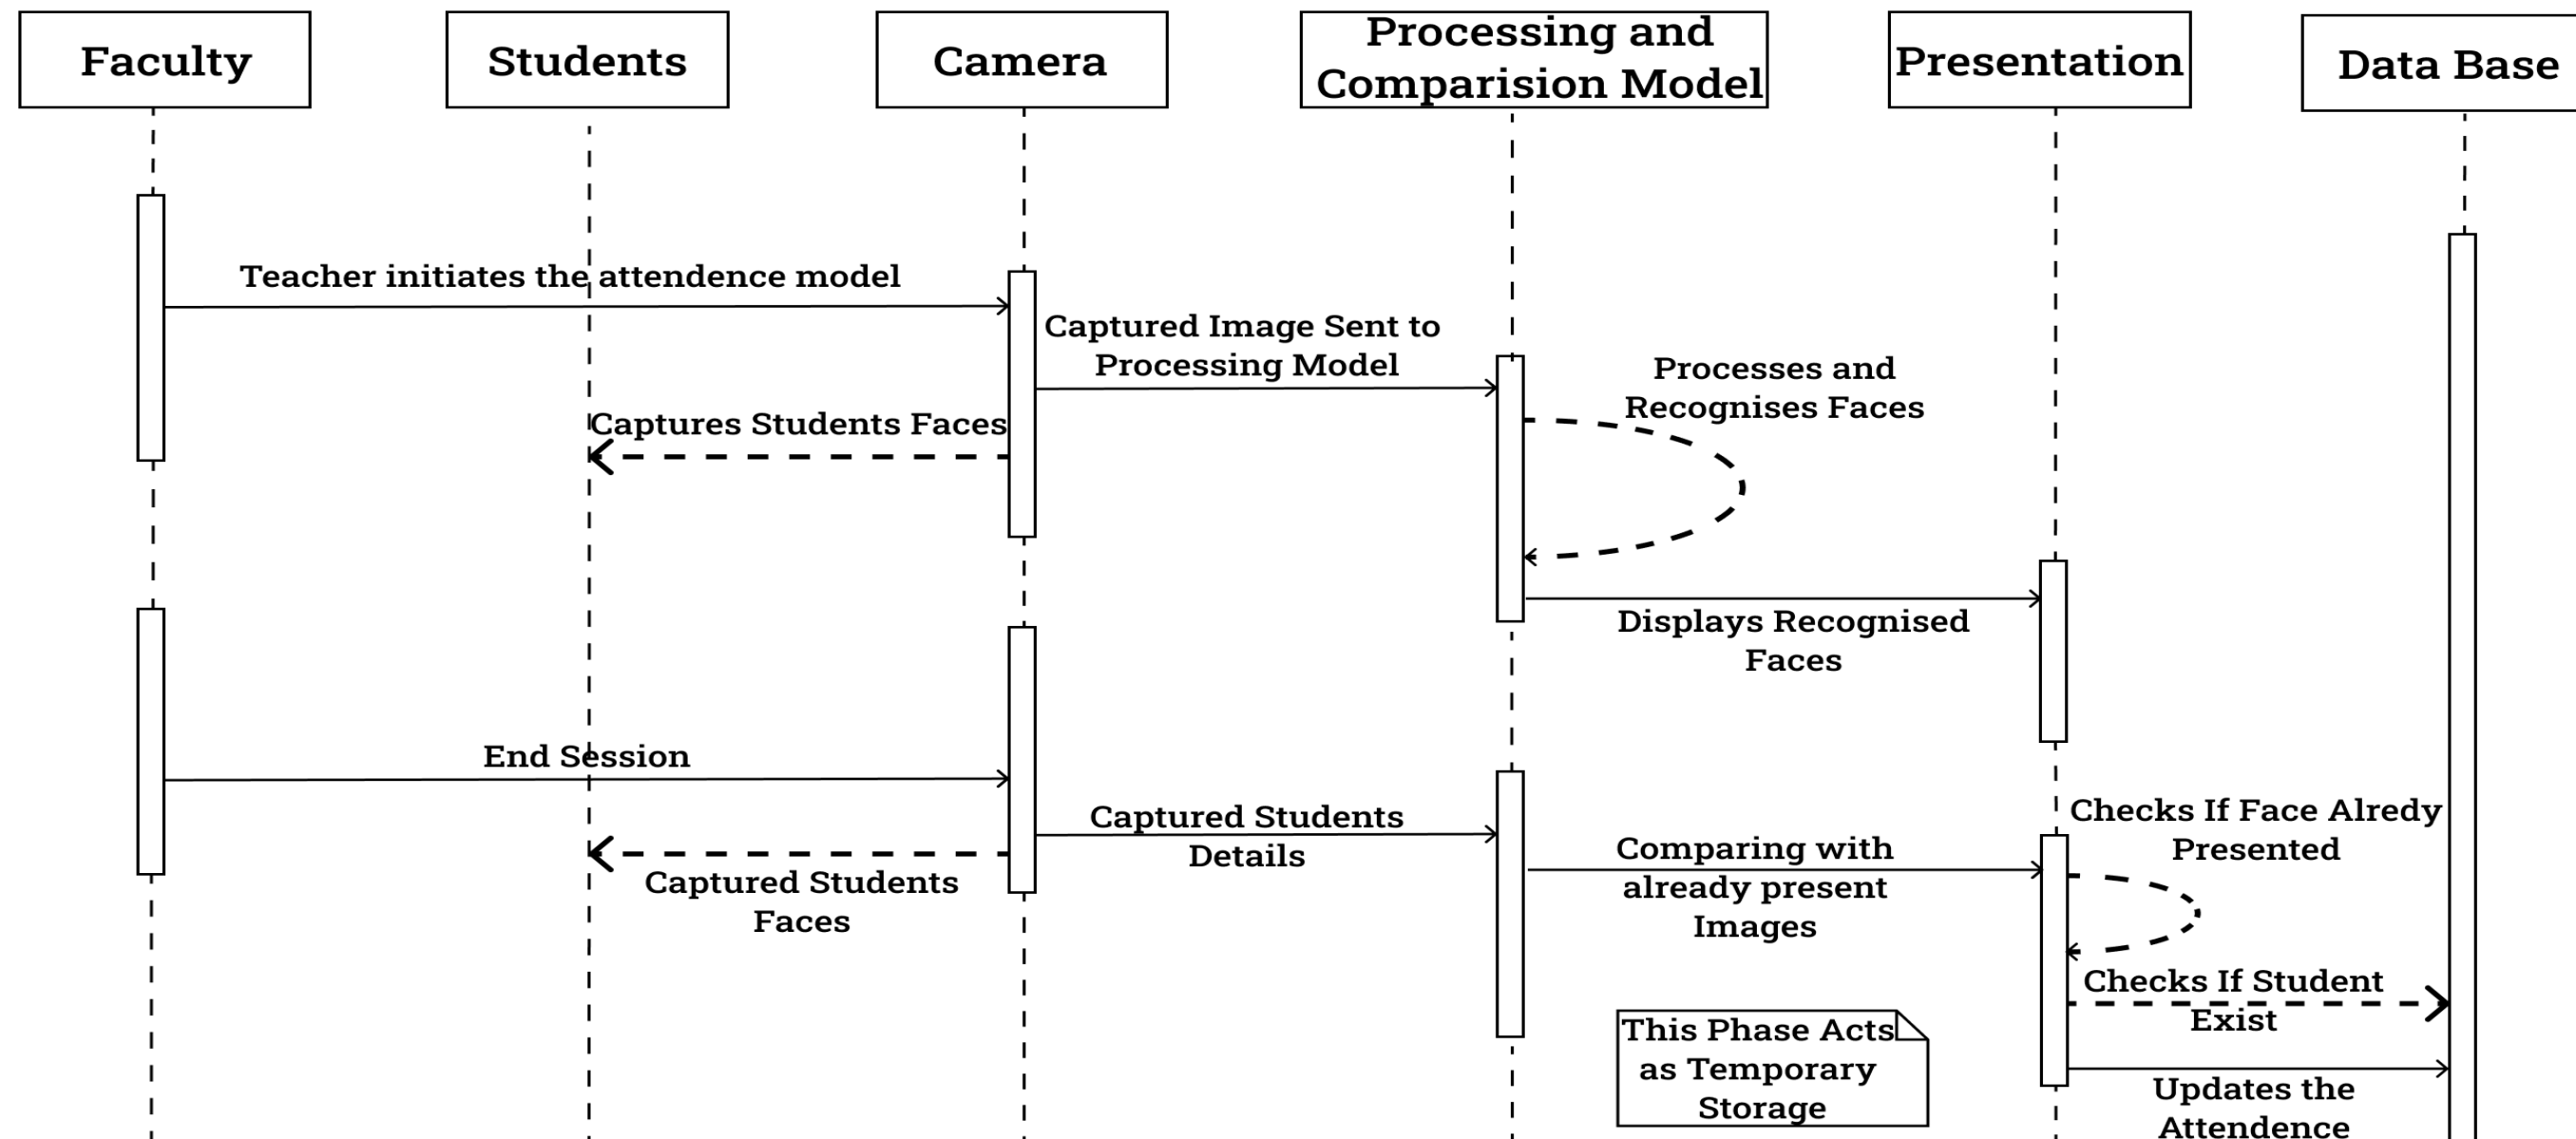 Faculty
Students
Camera
Processing and
Comparision Model
Presentation
Data Base
Teacher initiates the attendence model
Captured Image Sent to
Processing Model
Processes and
Recognises Faces
Captures Students Faces
Displays Recognised
Faces
End Session
Captured Students
Details
Captured Students
Faces
Comparing with
already present
Images
Checks If Face Alredy
Presented
Checks If Student
Exist
This Phase Acts
as Temporary
Storage
Updates the
Attendence